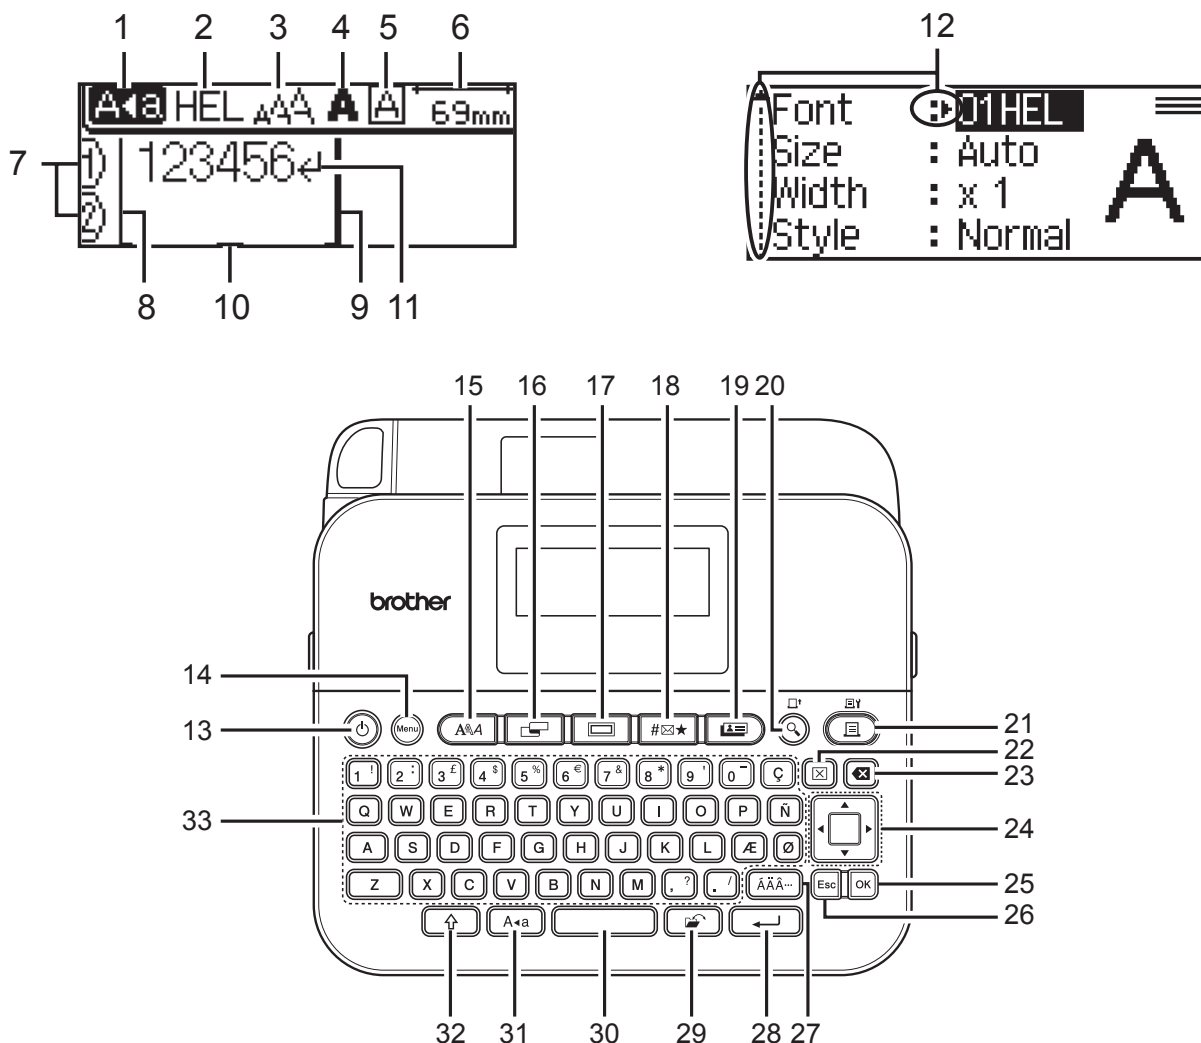 1 2 3 4 5 6
A◂a HEL AAA A A 69mm
7
1 123456↵
2
8 10 9 11
12
Font : 01HEL
Size : Auto
Width : x 1
Style : Normal
A
15 16 17 18 19 20
brother
14
13
Menu
AAA
#✉★
21
22
23
1 ! 2 : 3 £ 4 $ 5 % 6 € 7 & 8 * 9 ' 0 - Ç
33
Q W E R T Y U I O P Ñ
24
A S D F G H J K L Æ Ø
Z X C V B N M , ? . / ÁÄÂ... Esc OK
25
26
A◂a
32 31 30 29 28 27